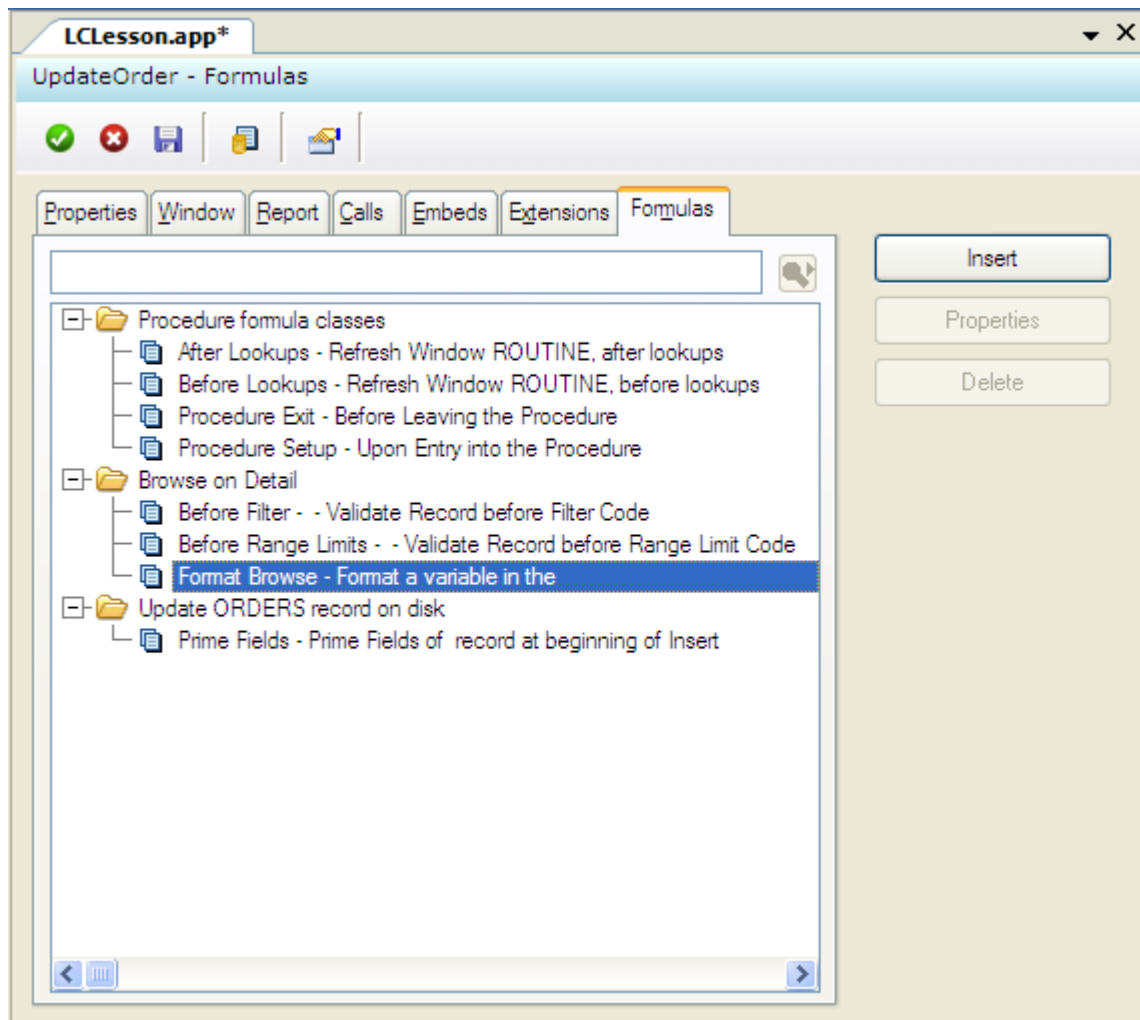 LCLesson.app*
UpdateOrder - Formulas
Properties Window Report Calls Embeds Extensions Formulas
Insert
Procedure formula classes
Properties
After Lookups - Refresh Window ROUTINE, after lookups
Before Lookups - Refresh Window ROUTINE, before lookups
Delete
Procedure Exit - Before Leaving the Procedure
Procedure Setup - Upon Entry into the Procedure
Browse on Detail
Before Filter - - Validate Record before Filter Code
Before Range Limits - - Validate Record before Range Limit Code
Format Browse - Format a variable in the
Update ORDERS record on disk
Prime Fields - Prime Fields of  record at beginning of Insert